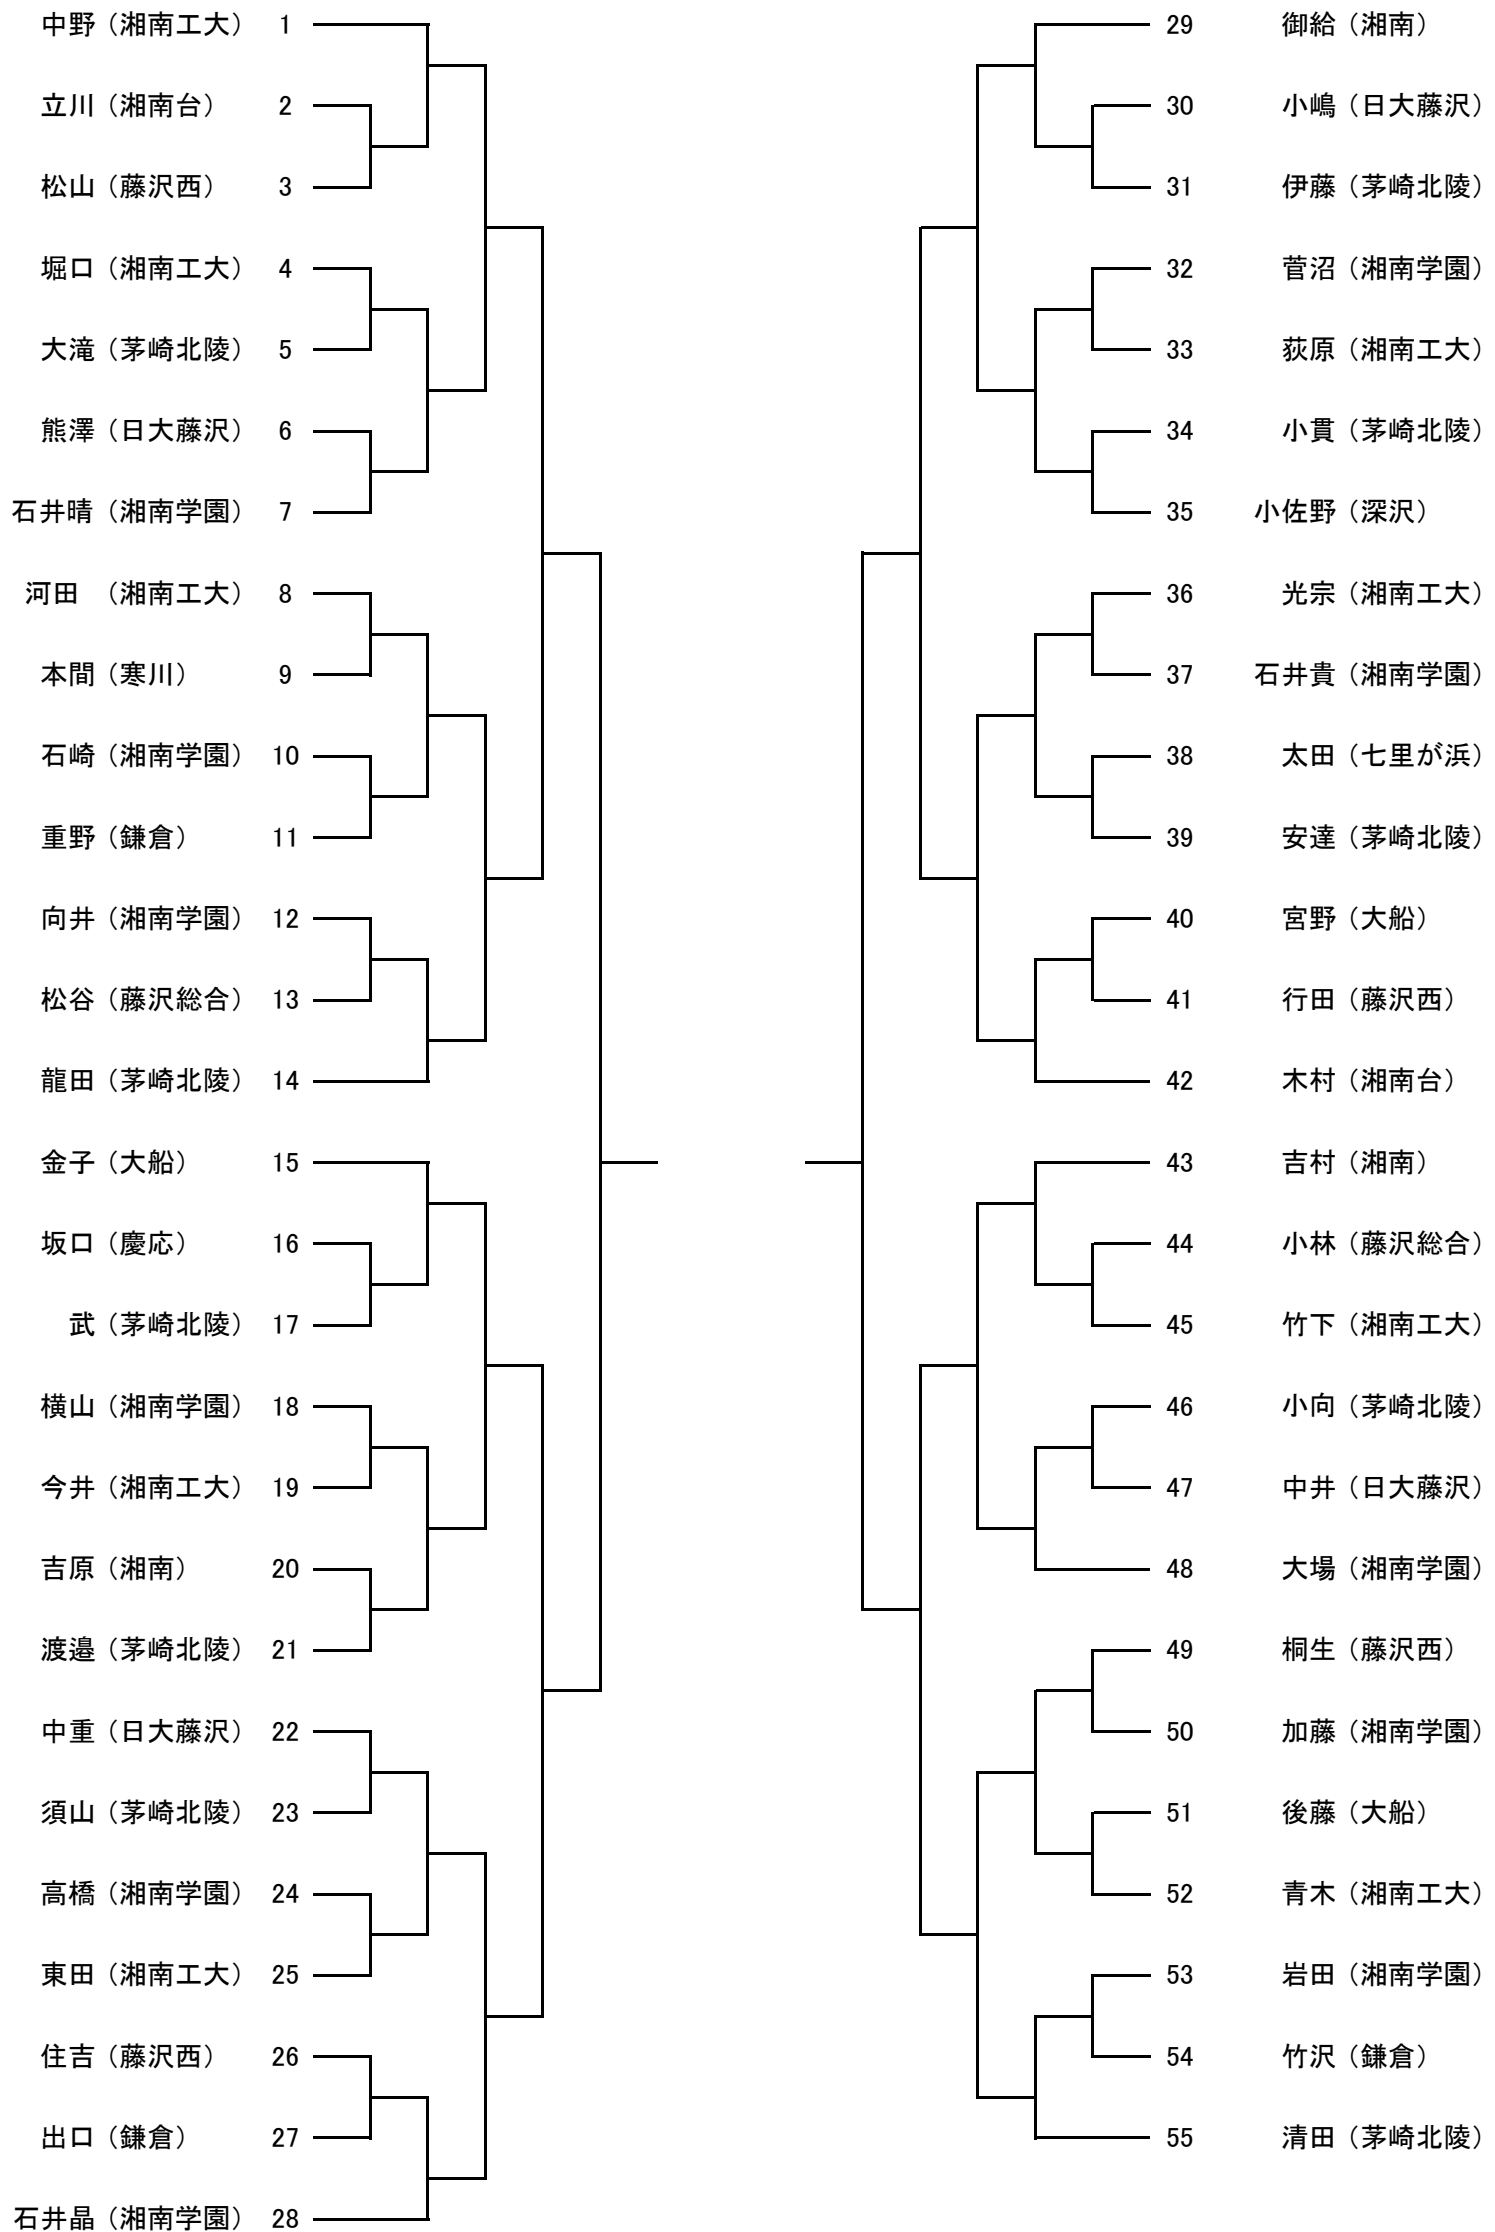 中野（湘南工大） 1
立川（湘南台） 2
松山（藤沢西） 3
堀口（湘南工大） 4
大滝（茅崎北陵） 5
熊澤（日大藤沢） 6
石井晴（湘南学園） 7
河田　（湘南工大） 8
本間（寒川） 9
石崎（湘南学園） 10
重野（鎌倉） 11
向井（湘南学園） 12
松谷（藤沢総合） 13
龍田（茅崎北陵） 14
金子（大船） 15
坂口（慶応） 16
武（茅崎北陵） 17
横山（湘南学園） 18
今井（湘南工大） 19
吉原（湘南） 20
渡邉（茅崎北陵） 21
中重（日大藤沢） 22
須山（茅崎北陵） 23
高橋（湘南学園） 24
東田（湘南工大） 25
住吉（藤沢西） 26
出口（鎌倉） 27
石井晶（湘南学園） 28
29 御給（湘南）
30 小嶋（日大藤沢）
31 伊藤（茅崎北陵）
32 菅沼（湘南学園）
33 荻原（湘南工大）
34 小貫（茅崎北陵）
35 小佐野（深沢）
36 光宗（湘南工大）
37 石井貴（湘南学園）
38 太田（七里が浜）
39 安達（茅崎北陵）
40 宮野（大船）
41 行田（藤沢西）
42 木村（湘南台）
43 吉村（湘南）
44 小林（藤沢総合）
45 竹下（湘南工大）
46 小向（茅崎北陵）
47 中井（日大藤沢）
48 大場（湘南学園）
49 桐生（藤沢西）
50 加藤（湘南学園）
51 後藤（大船）
52 青木（湘南工大）
53 岩田（湘南学園）
54 竹沢（鎌倉）
55 清田（茅崎北陵）